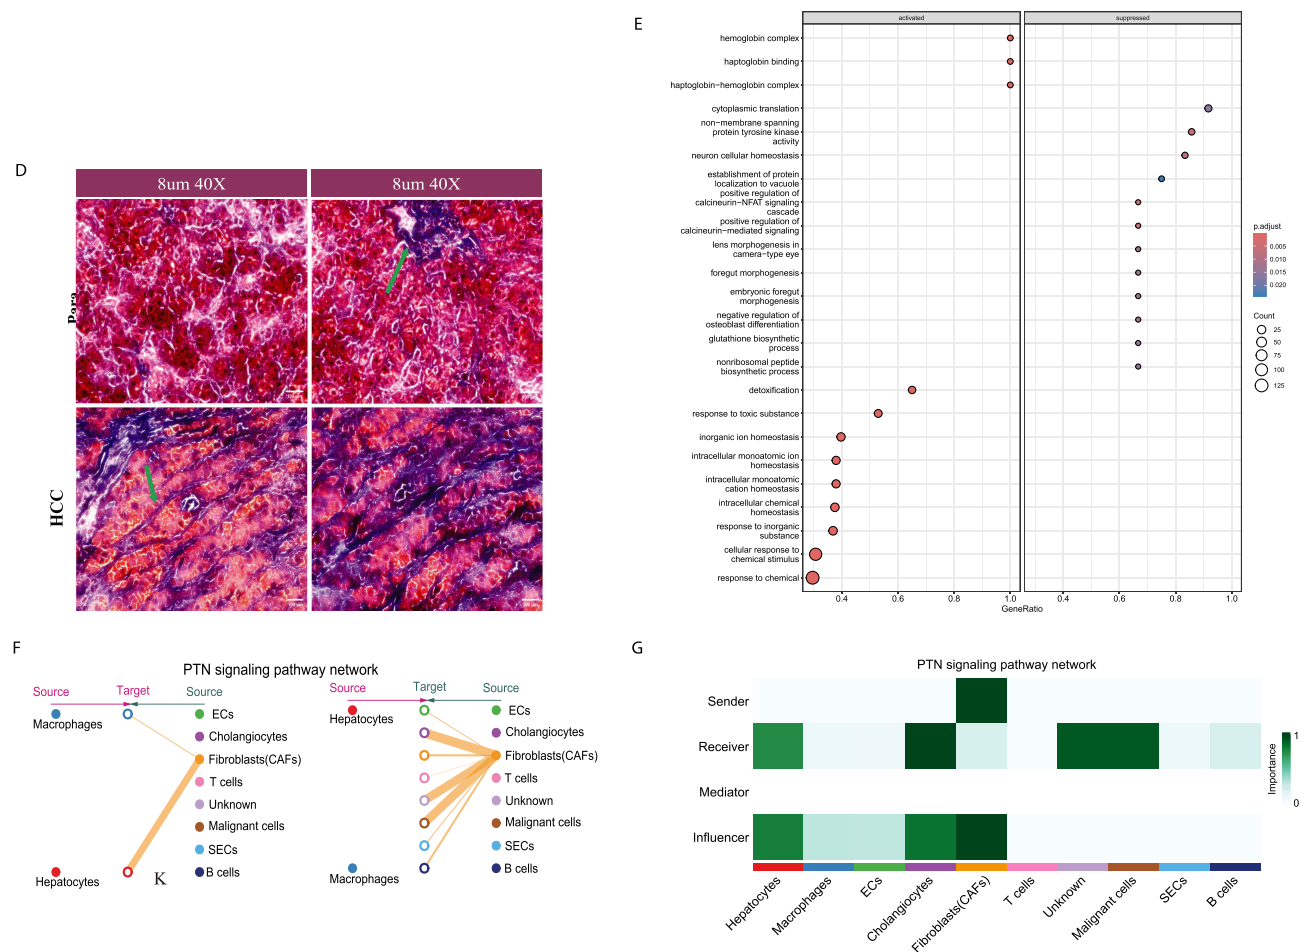 E
activated
suppressed
hemoglobin complex
haptoglobin binding
haptoglobin−hemoglobin complex
cytoplasmic translation
non−membrane spanning
protein tyrosine kinase
activity
neuron cellular homeostasis
establishment of protein
localization to vacuole
positive regulation of
calcineurin−NFAT signaling
cascade
positive regulation of
calcineurin−mediated signaling
lens morphogenesis in
camera−type eye
foregut morphogenesis
embryonic foregut
morphogenesis
negative regulation of
osteoblast differentiation
glutathione biosynthetic
process
nonribosomal peptide
biosynthetic process
detoxification
response to toxic substance
inorganic ion homeostasis
intracellular monoatomic ion
homeostasis
intracellular monoatomic
cation homeostasis
intracellular chemical
homeostasis
response to inorganic
substance
cellular response to
chemical stimulus
response to chemical
0.4 0.6 0.8 1.0 0.4 0.6 0.8 1.0
GeneRatio
p.adjust
0.005
0.010
0.015
0.020
Count
25
50
75
100
125
D
8um 40X 8um 40X
Para
HCC
F
PTN signaling pathway network
Source Target Source
Macrophages
Hepatocytes
K
ECs
Cholangiocytes
Fibroblasts(CAFs)
T cells
Unknown
Malignant cells
SECs
B cells
Source Target Source
Hepatocytes
Macrophages
ECs
Cholangiocytes
Fibroblasts(CAFs)
T cells
Unknown
Malignant cells
SECs
B cells
G
PTN signaling pathway network
Sender
Receiver
Mediator
Influencer
Hepatocytes
Macrophages
ECs
Cholangiocytes
Fibroblasts(CAFs)
T cells
Unknown
Malignant cells
SECs
B cells
Importance
1
0